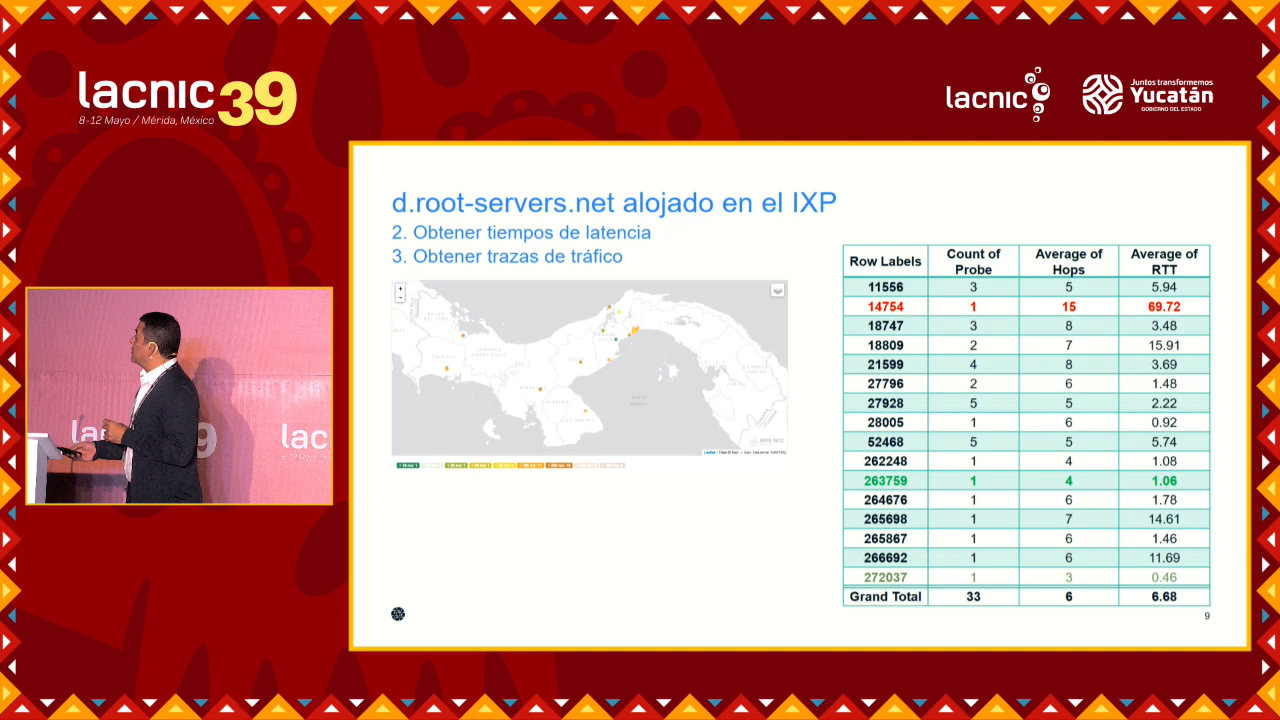 lacnic 39
8-12 Mayo / Mérida, México
lacnic
Juntos transformemos
Yucatán
GOBIERNO DEL ESTADO
d.root-servers.net alojado en el IXP
2. Obtener tiempos de latencia
3. Obtener trazas de tráfico
Row Labels Count of Probe Average of Hops Average of RTT
11556 3 5 5.94
14754 1 15 69.72
18747 3 8 3.48
18809 2 7 15.91
21599 4 8 3.69
27796 2 6 1.48
27928 5 5 2.22
28005 1 6 0.92
52468 5 5 5.74
262248 1 4 1.08
263759 1 4 1.06
264676 1 6 1.78
265698 1 7 14.61
265867 1 6 1.46
266692 1 6 11.69
272037 1 3 0.46
Grand Total 33 6 6.68
9
la
9
lac